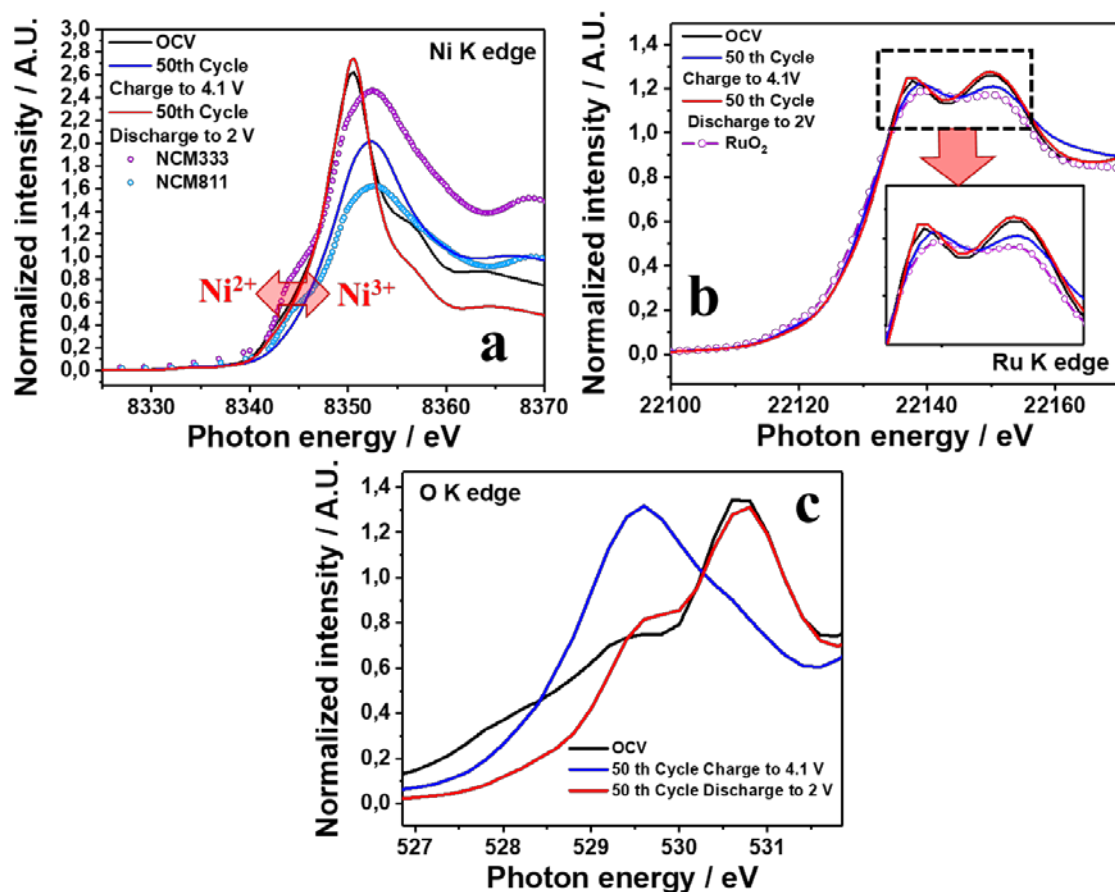 Normalized intensity / A.U.
3,0
2,8
2,6
2,4
2,2
2,0
1,8
1,6
1,4
1,2
1,0
0,8
0,6
0,4
0,2
0,0
OCV
50th Cycle
Charge to 4.1 V
50th Cycle
Discharge to 2 V
NCM333
NCM811
Ni K edge
Ni2+
Ni3+
a
8330 8340 8350 8360 8370
Photon energy / eV
Normalized intensity / A.U.
1,4
1,2
1,0
0,8
0,6
0,4
0,2
0,0
OCV
50 th Cycle
Charge to 4.1V
50 th Cycle
Discharge to 2V
RuO2
b
Ru K edge
22100 22120 22140 22160
Photon energy / eV
Normalized intensity / A.U.
1,4
1,2
1,0
0,8
0,6
0,4
0,2
0,0
O K edge
c
OCV
50 th Cycle Charge to 4.1 V
50 th Cycle Discharge to 2 V
527 528 529 530 531
Photon energy / eV